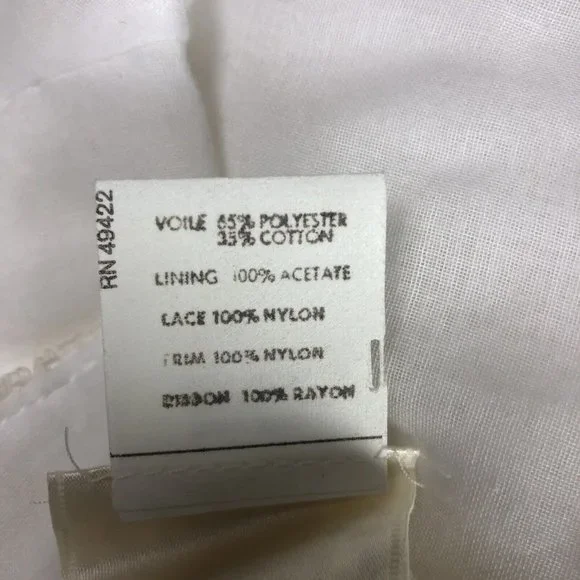 RN 49422
VOILE 65% POLYESTER
35% COTTON
LINING 100% ACETATE
LACE 100% NYLON
TRIM 100% NYLON
RIBBON 100% RAYON